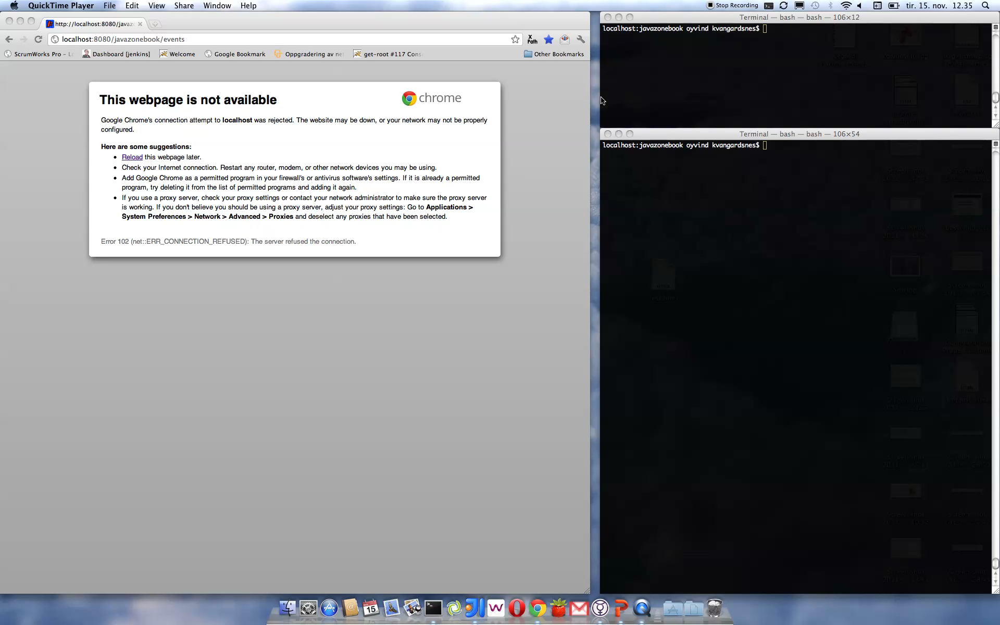 QuickTime Player File Edit View Share Window Help
Stop Recording tir. 15. nov. 12.35
http://localhost:8080/javaz
localhost:8080/javazonebook/events
X Path
ScrumWorks Pro - L Dashboard [jenkins] Welcome Google Bookmark Oppgradering av ne get-root #117 Cons Other Bookmarks
This webpage is not available
chrome
Google Chrome's connection attempt to localhost was rejected. The website may be down, or your network may not be properly
configured.
Here are some suggestions:
Reload this webpage later.
Check your Internet connection. Restart any router, modem, or other network devices you may be using.
Add Google Chrome as a permitted program in your firewall's or antivirus software's settings. If it is already a permitted
program, try deleting it from the list of permitted programs and adding it again.
If you use a proxy server, check your proxy settings or contact your network administrator to make sure the proxy server
is working. If you don't believe you should be using a proxy server, adjust your proxy settings: Go to Applications >
System Preferences > Network > Advanced > Proxies and deselect any proxies that have been selected.
Error 102 (net::ERR_CONNECTION_REFUSED): The server refused the connection.
Terminal — bash — bash — 106×12
localhost:javazonebook oyvind kvangardsnes$
Terminal — bash — bash — 106×54
localhost:javazonebook oyvind kvangardsnes$
15